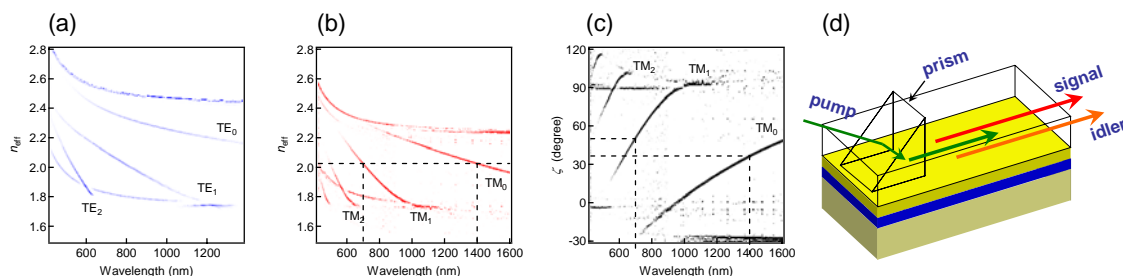 (a)
2.8
2.6
2.4
2.2
2.0
1.8
1.6
n_eff
TE_0
TE_1
TE_2
600 800 1000 1200
Wavelength (nm)
(b)
2.8
2.6
2.4
2.2
2.0
1.8
1.6
n_eff
TM_0
TM_2
TM_1
400 600 800 1000 1200 1400 1600
Wavelength (nm)
(c)
120
90
60
30
0
-30
ζ (degree)
TM_2
TM_1
TM_0
600 800 1000 1200 1400 1600
Wavelength (nm)
(d)
prism
signal
pump
idler